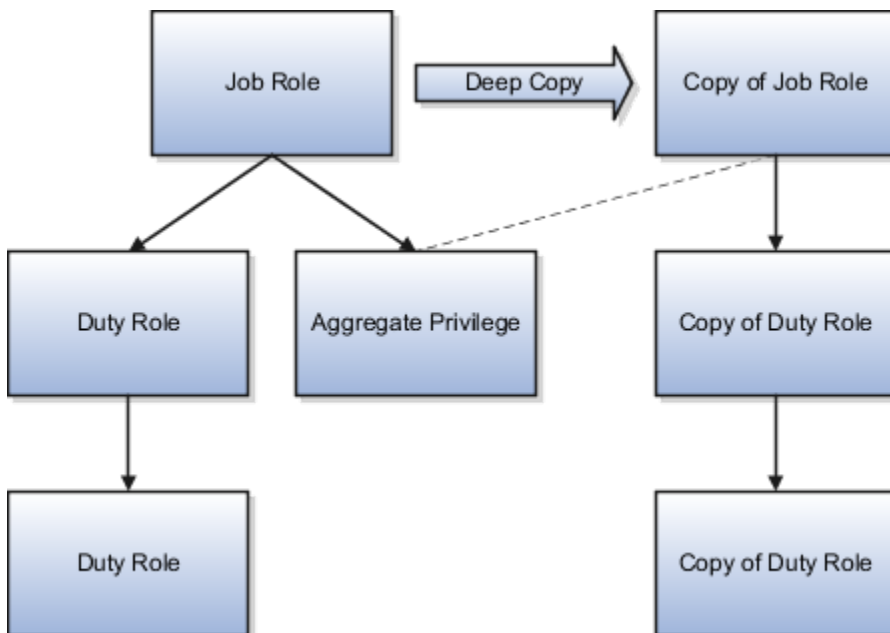 Job Role
Deep Copy
Copy of Job Role
Duty Role
Aggregate Privilege
Copy of Duty Role
Duty Role
Copy of Duty Role